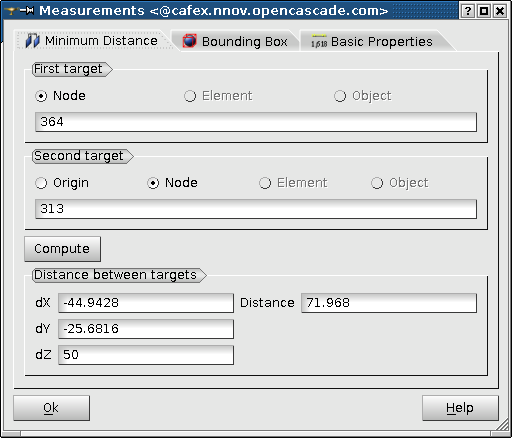 Measurements <@cafex.nnov.opencascade.com>
Minimum Distance Bounding Box 1,618 Basic Properties
First target
Node Element Object
364
Second target
Origin Node Element Object
313
Compute
Distance between targets
dX -44.9428 Distance 71.968
dY -25.6816
dZ 50
Ok Help